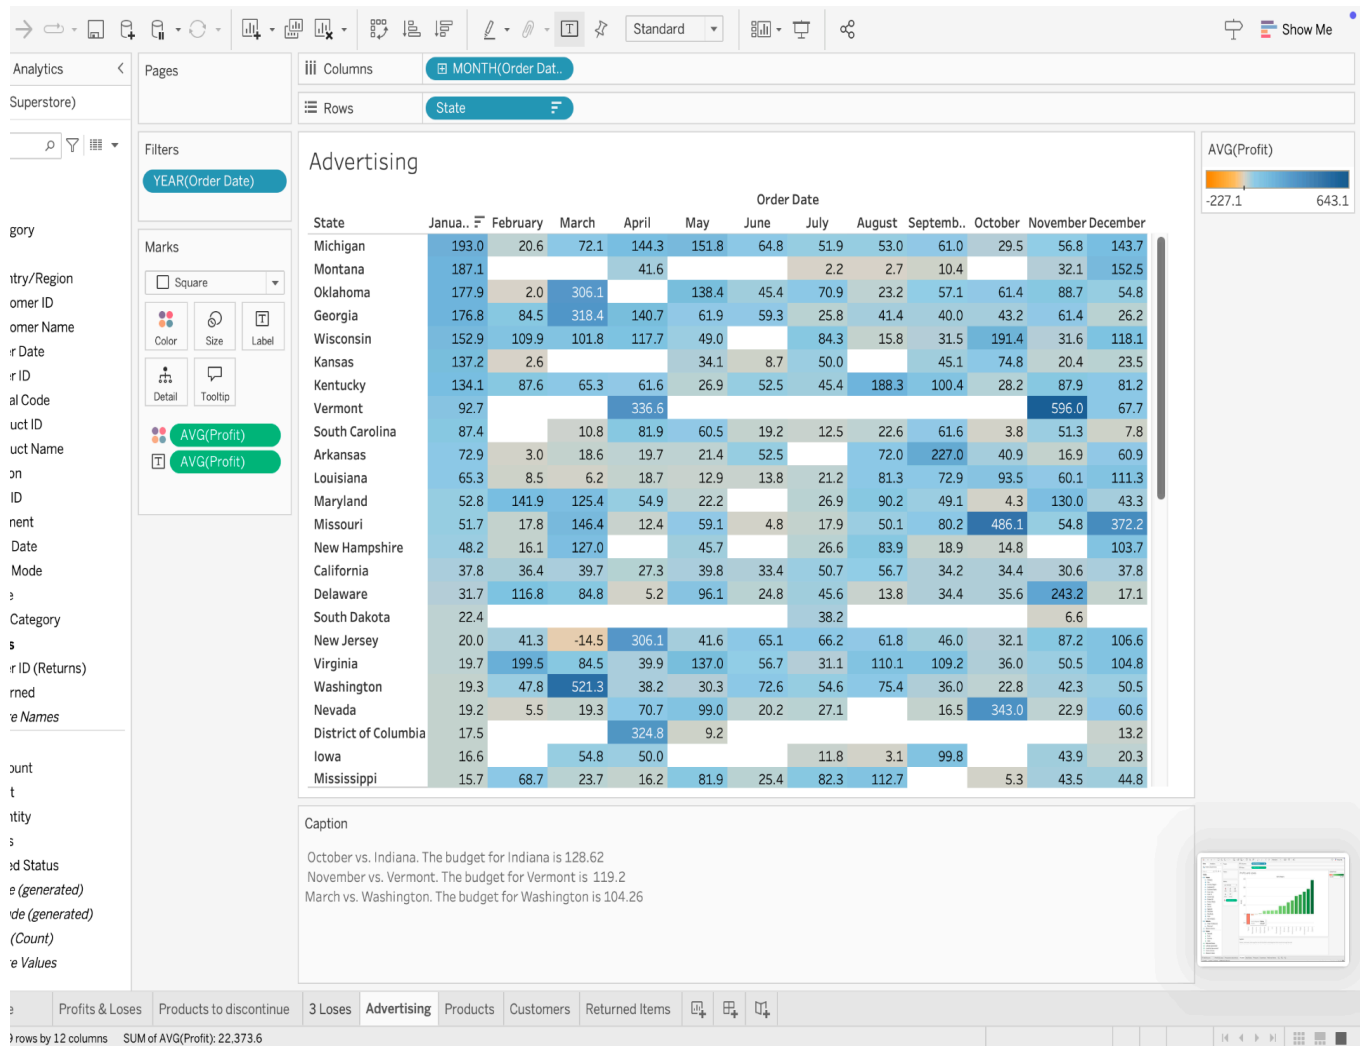 Standard
Show Me
Analytics
Pages
Columns
MONTH(Order Dat..
Superstore)
Rows
State
Filters
YEAR(Order Date)
Advertising
AVG(Profit)
-227.1 643.1
Order Date
State Janua.. February March April May June July August Septemb.. October November December
Michigan 193.0 20.6 72.1 144.3 151.8 64.8 51.9 53.0 61.0 29.5 56.8 143.7
Montana 187.1 41.6 2.2 2.7 10.4 32.1 152.5
Oklahoma 177.9 2.0 306.1 138.4 45.4 70.9 23.2 57.1 61.4 88.7 54.8
Georgia 176.8 84.5 318.4 140.7 61.9 59.3 25.8 41.4 40.0 43.2 61.4 26.2
Wisconsin 152.9 109.9 101.8 117.7 49.0 84.3 15.8 31.5 191.4 31.6 118.1
Kansas 137.2 2.6 34.1 8.7 50.0 45.1 74.8 20.4 23.5
Kentucky 134.1 87.6 65.3 61.6 26.9 52.5 45.4 188.3 100.4 28.2 87.9 81.2
Vermont 92.7 336.6 596.0 67.7
South Carolina 87.4 10.8 81.9 60.5 19.2 12.5 22.6 61.6 3.8 51.3 7.8
Arkansas 72.9 3.0 18.6 19.7 21.4 52.5 72.0 227.0 40.9 16.9 60.9
Louisiana 65.3 8.5 6.2 18.7 12.9 13.8 21.2 81.3 72.9 93.5 60.1 111.3
Maryland 52.8 141.9 125.4 54.9 22.2 26.9 90.2 49.1 4.3 130.0 43.3
Missouri 51.7 17.8 146.4 12.4 59.1 4.8 17.9 50.1 80.2 486.1 54.8 372.2
New Hampshire 48.2 16.1 127.0 45.7 26.6 83.9 18.9 14.8 103.7
California 37.8 36.4 39.7 27.3 39.8 33.4 50.7 56.7 34.2 34.4 30.6 37.8
Delaware 31.7 116.8 84.8 5.2 96.1 24.8 45.6 13.8 34.4 35.6 243.2 17.1
South Dakota 22.4 38.2 6.6
New Jersey 20.0 41.3 -14.5 306.1 41.6 65.1 66.2 61.8 46.0 32.1 87.2 106.6
Virginia 19.7 199.5 84.5 39.9 137.0 56.7 31.1 110.1 109.2 36.0 50.5 104.8
Washington 19.3 47.8 521.3 38.2 30.3 72.6 54.6 75.4 36.0 22.8 42.3 50.5
Nevada 19.2 5.5 19.3 70.7 99.0 20.2 27.1 16.5 343.0 22.9 60.6
District of Columbia 17.5 324.8 9.2 13.2
Iowa 16.6 54.8 50.0 11.8 3.1 99.8 43.9 20.3
Mississippi 15.7 68.7 23.7 16.2 81.9 25.4 82.3 112.7 5.3 43.5 44.8
Marks
Square
Color Size Label
Detail Tooltip
AVG(Profit)
AVG(Profit)
gory
ntry/Region
omer ID
omer Name
r Date
r ID
al Code
uct ID
uct Name
on
ID
nent
Date
Mode
e
Category
s
r ID (Returns)
rned
re Names
ount
t
ntity
s
ed Status
e (generated)
ude (generated)
(Count)
re Values
Caption
October vs. Indiana. The budget for Indiana is 128.62
November vs. Vermont. The budget for Vermont is 119.2
March vs. Washington. The budget for Washington is 104.26
e Profits & Loses Products to discontinue 3 Loses Advertising Products Customers Returned Items
9 rows by 12 columns SUM of AVG(Profit): 22,373.6